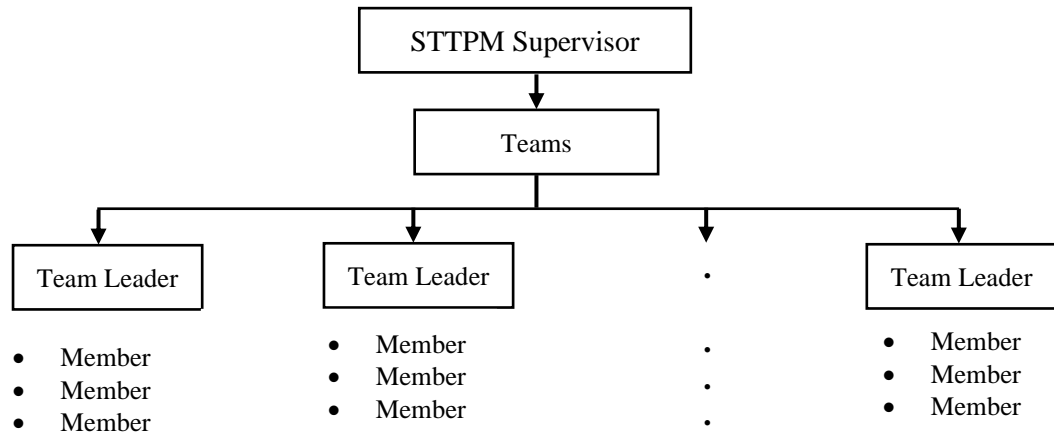 STTPM Supervisor
Teams
Team Leader
Team Leader
.
Team Leader
• Member
• Member
• Member
• Member
• Member
• Member
.
.
.
• Member
• Member
• Member